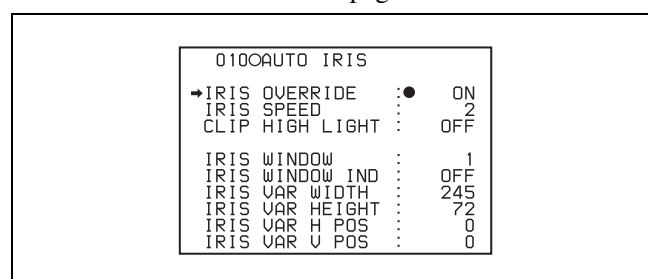 010○AUTO IRIS
➡IRIS OVERRIDE :● ON
IRIS SPEED : 2
CLIP HIGH LIGHT : OFF
IRIS WINDOW : 1
IRIS WINDOW IND : OFF
IRIS VAR WIDTH : 245
IRIS VAR HEIGHT : 72
IRIS VAR H POS : 0
IRIS VAR V POS : 0